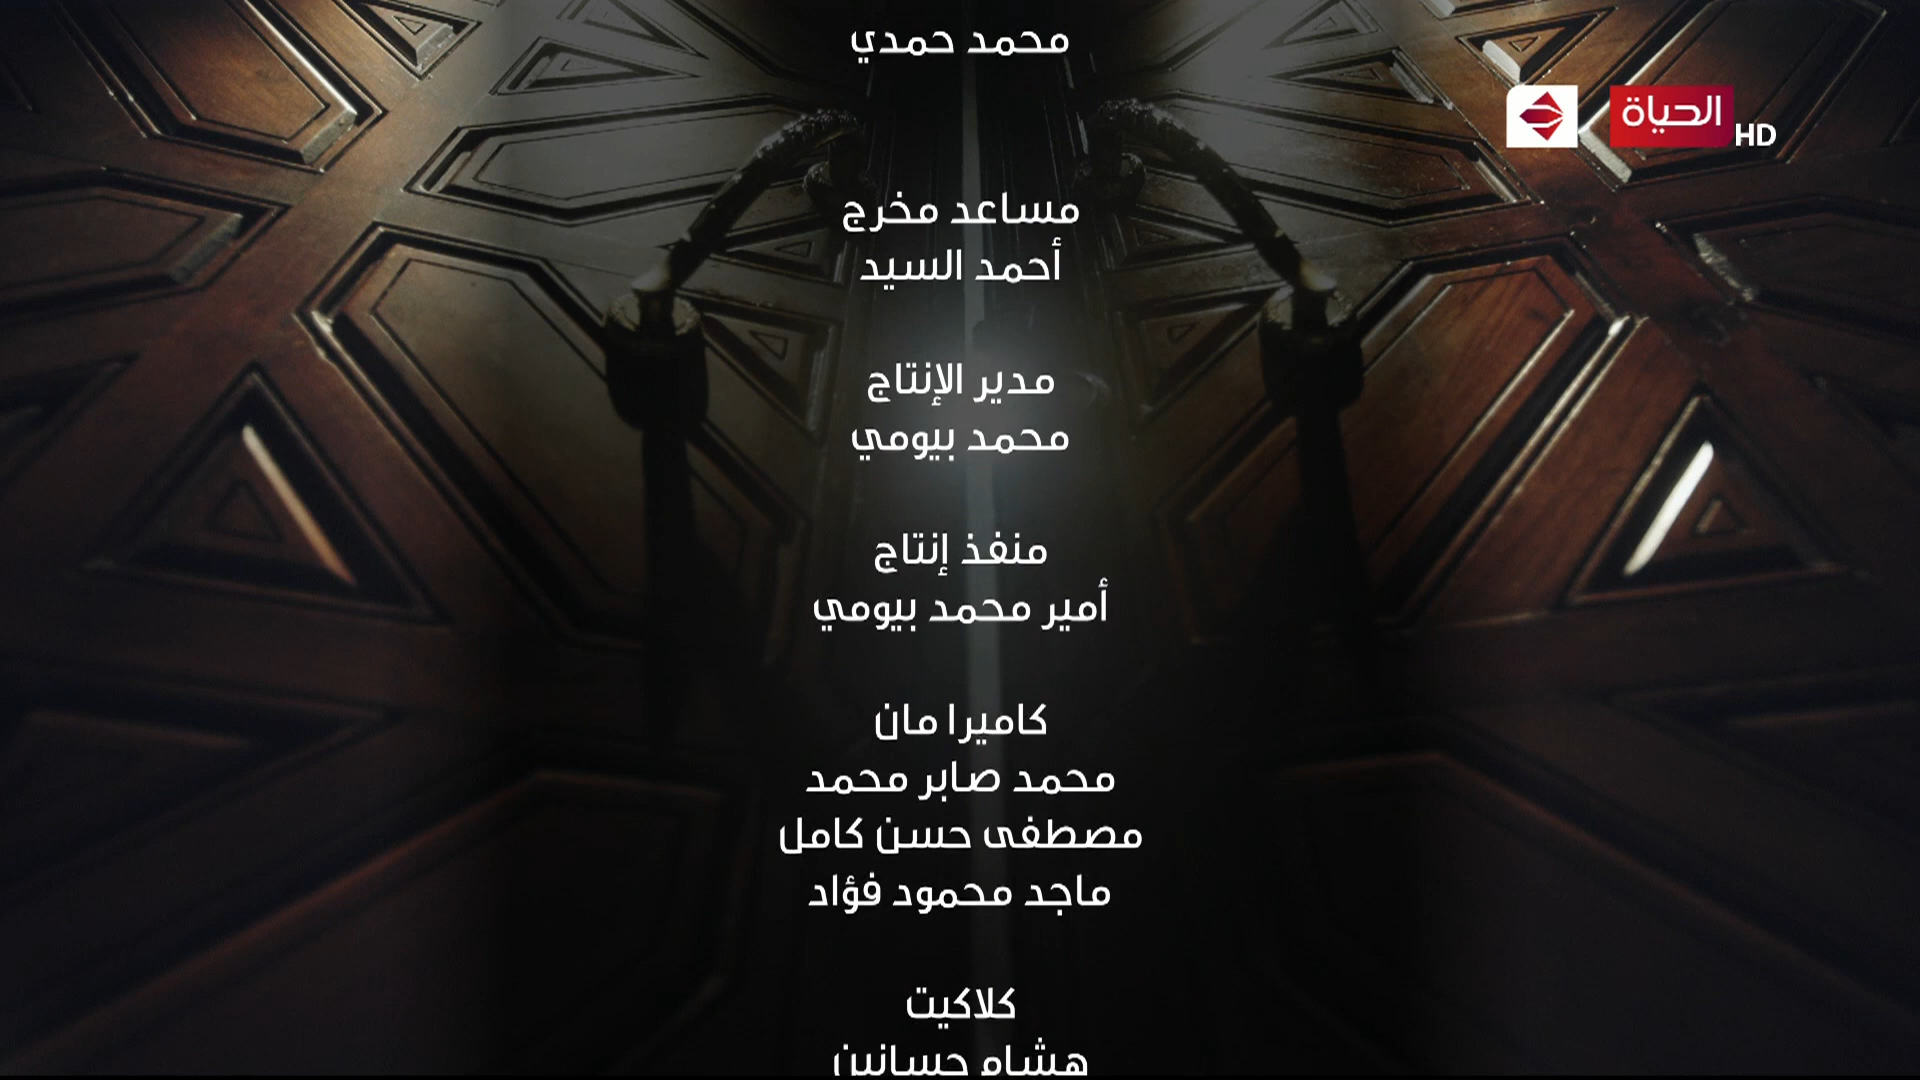 محمد حمدي
الحياة
HD
مساعد مخرج
أحمد السيد
مدير الإنتاج
محمد بيومي
منفذ إنتاج
أمير محمد بيومي
كاميرا مان
محمد صابر محمد
مصطفى حسن كامل
ماجد محمود فؤاد
كلاكيت
هشام حسانين